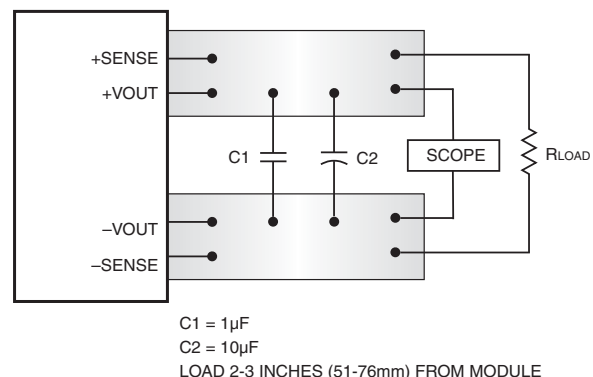 +SENSE
+VOUT
C1
C2
SCOPE
RLOAD
–VOUT
–SENSE
C1 = 1µF
C2 = 10µF
LOAD 2-3 INCHES (51-76mm) FROM MODULE